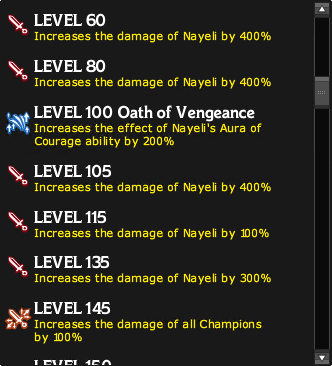 LEVEL 60
Increases the damage of Nayeli by 400%
LEVEL 80
Increases the damage of Nayeli by 400%
LEVEL 100 Oath of Vengeance
Increases the effect of Nayeli's Aura of
Courage ability by 200%
LEVEL 105
Increases the damage of Nayeli by 400%
LEVEL 115
Increases the damage of Nayeli by 100%
LEVEL 135
Increases the damage of Nayeli by 300%
LEVEL 145
Increases the damage of all Champions
by 100%
LEVEL 150